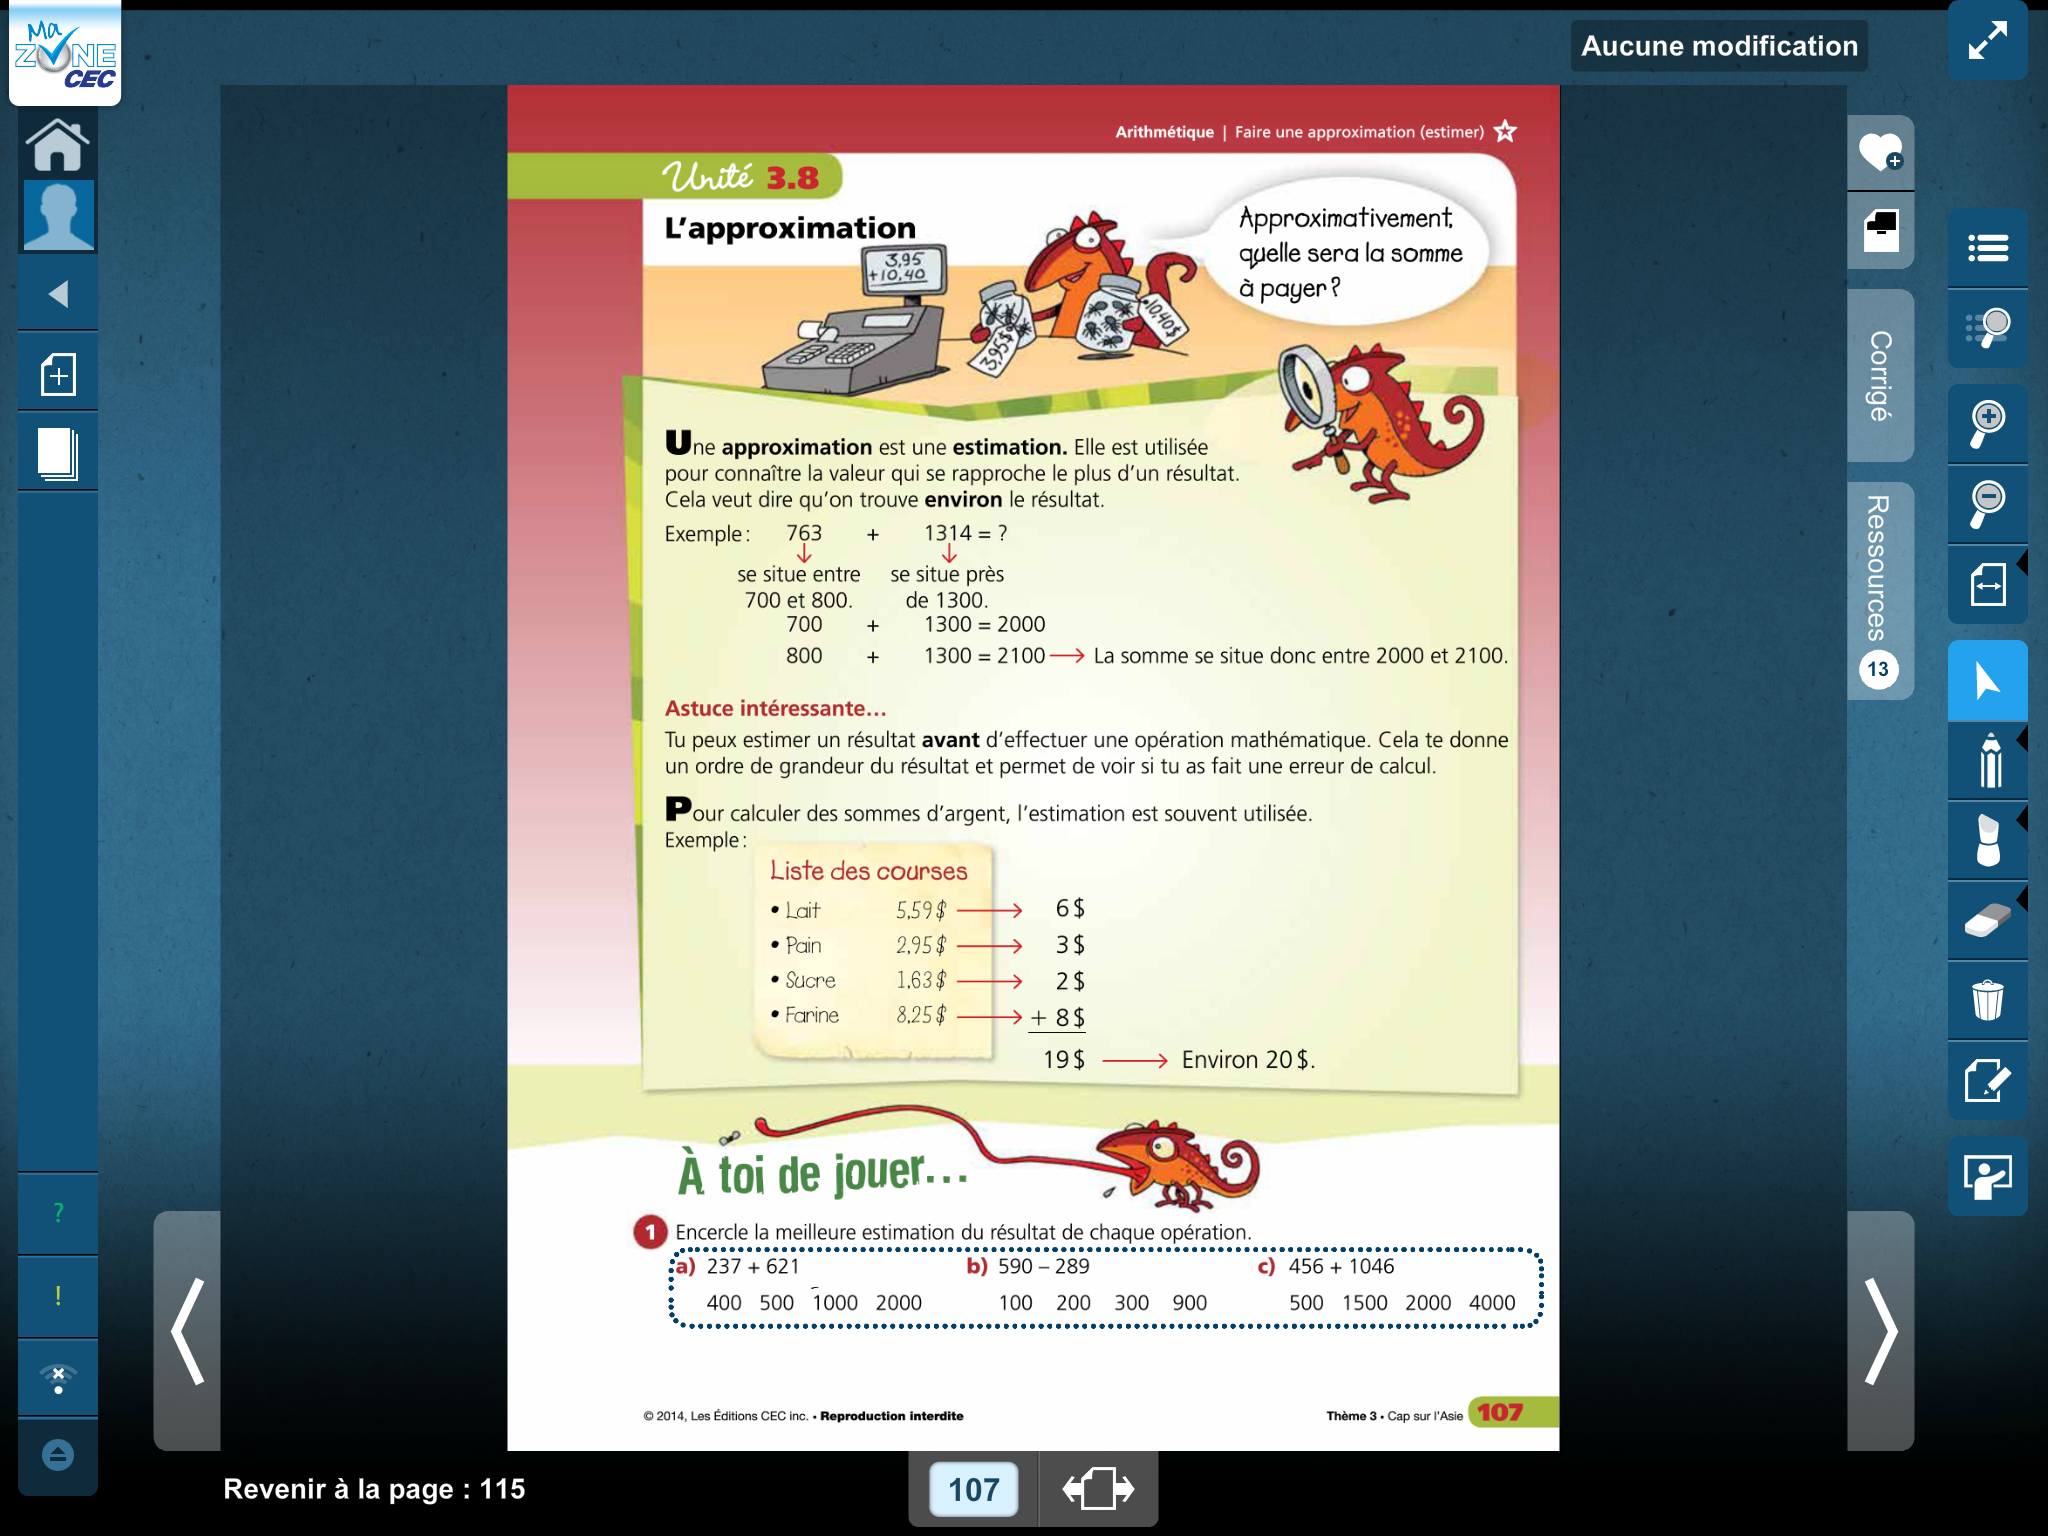 Ma
ZONE
CEC
Aucune modification
Arithmétique | Faire une approximation (estimer)
Unité 3.8
L'approximation
3,95
+10,40
3,95$
10,40$
Approximativement,
quelle sera la somme
à payer ?
Corrigé
Ressources
13
Une approximation est une estimation. Elle est utilisée
pour connaître la valeur qui se rapproche le plus d'un résultat.
Cela veut dire qu'on trouve environ le résultat.
Exemple : 763 + 1314 = ?
se situe entre se situe près
700 et 800. de 1300.
700 + 1300 = 2000
800 + 1300 = 2100 → La somme se situe donc entre 2000 et 2100.
Astuce intéressante...
Tu peux estimer un résultat avant d'effectuer une opération mathématique. Cela te donne
un ordre de grandeur du résultat et permet de voir si tu as fait une erreur de calcul.
Pour calculer des sommes d'argent, l'estimation est souvent utilisée.
Exemple :
Liste des courses
• Lait 5,59 $ → 6 $
• Pain 2,95 $ → 3 $
• Sucre 1,63 $ → 2 $
• Farine 8,25 $ → + 8 $
19 $ → Environ 20 $.
À toi de jouer...
1 Encercle la meilleure estimation du résultat de chaque opération.
a) 237 + 621 b) 590 – 289 c) 456 + 1046
400 500 1000 2000 100 200 300 900 500 1500 2000 4000
© 2014, Les Éditions CEC inc. • Reproduction interdite
Thème 3 • Cap sur l'Asie 107
Revenir à la page : 115
107
?
!